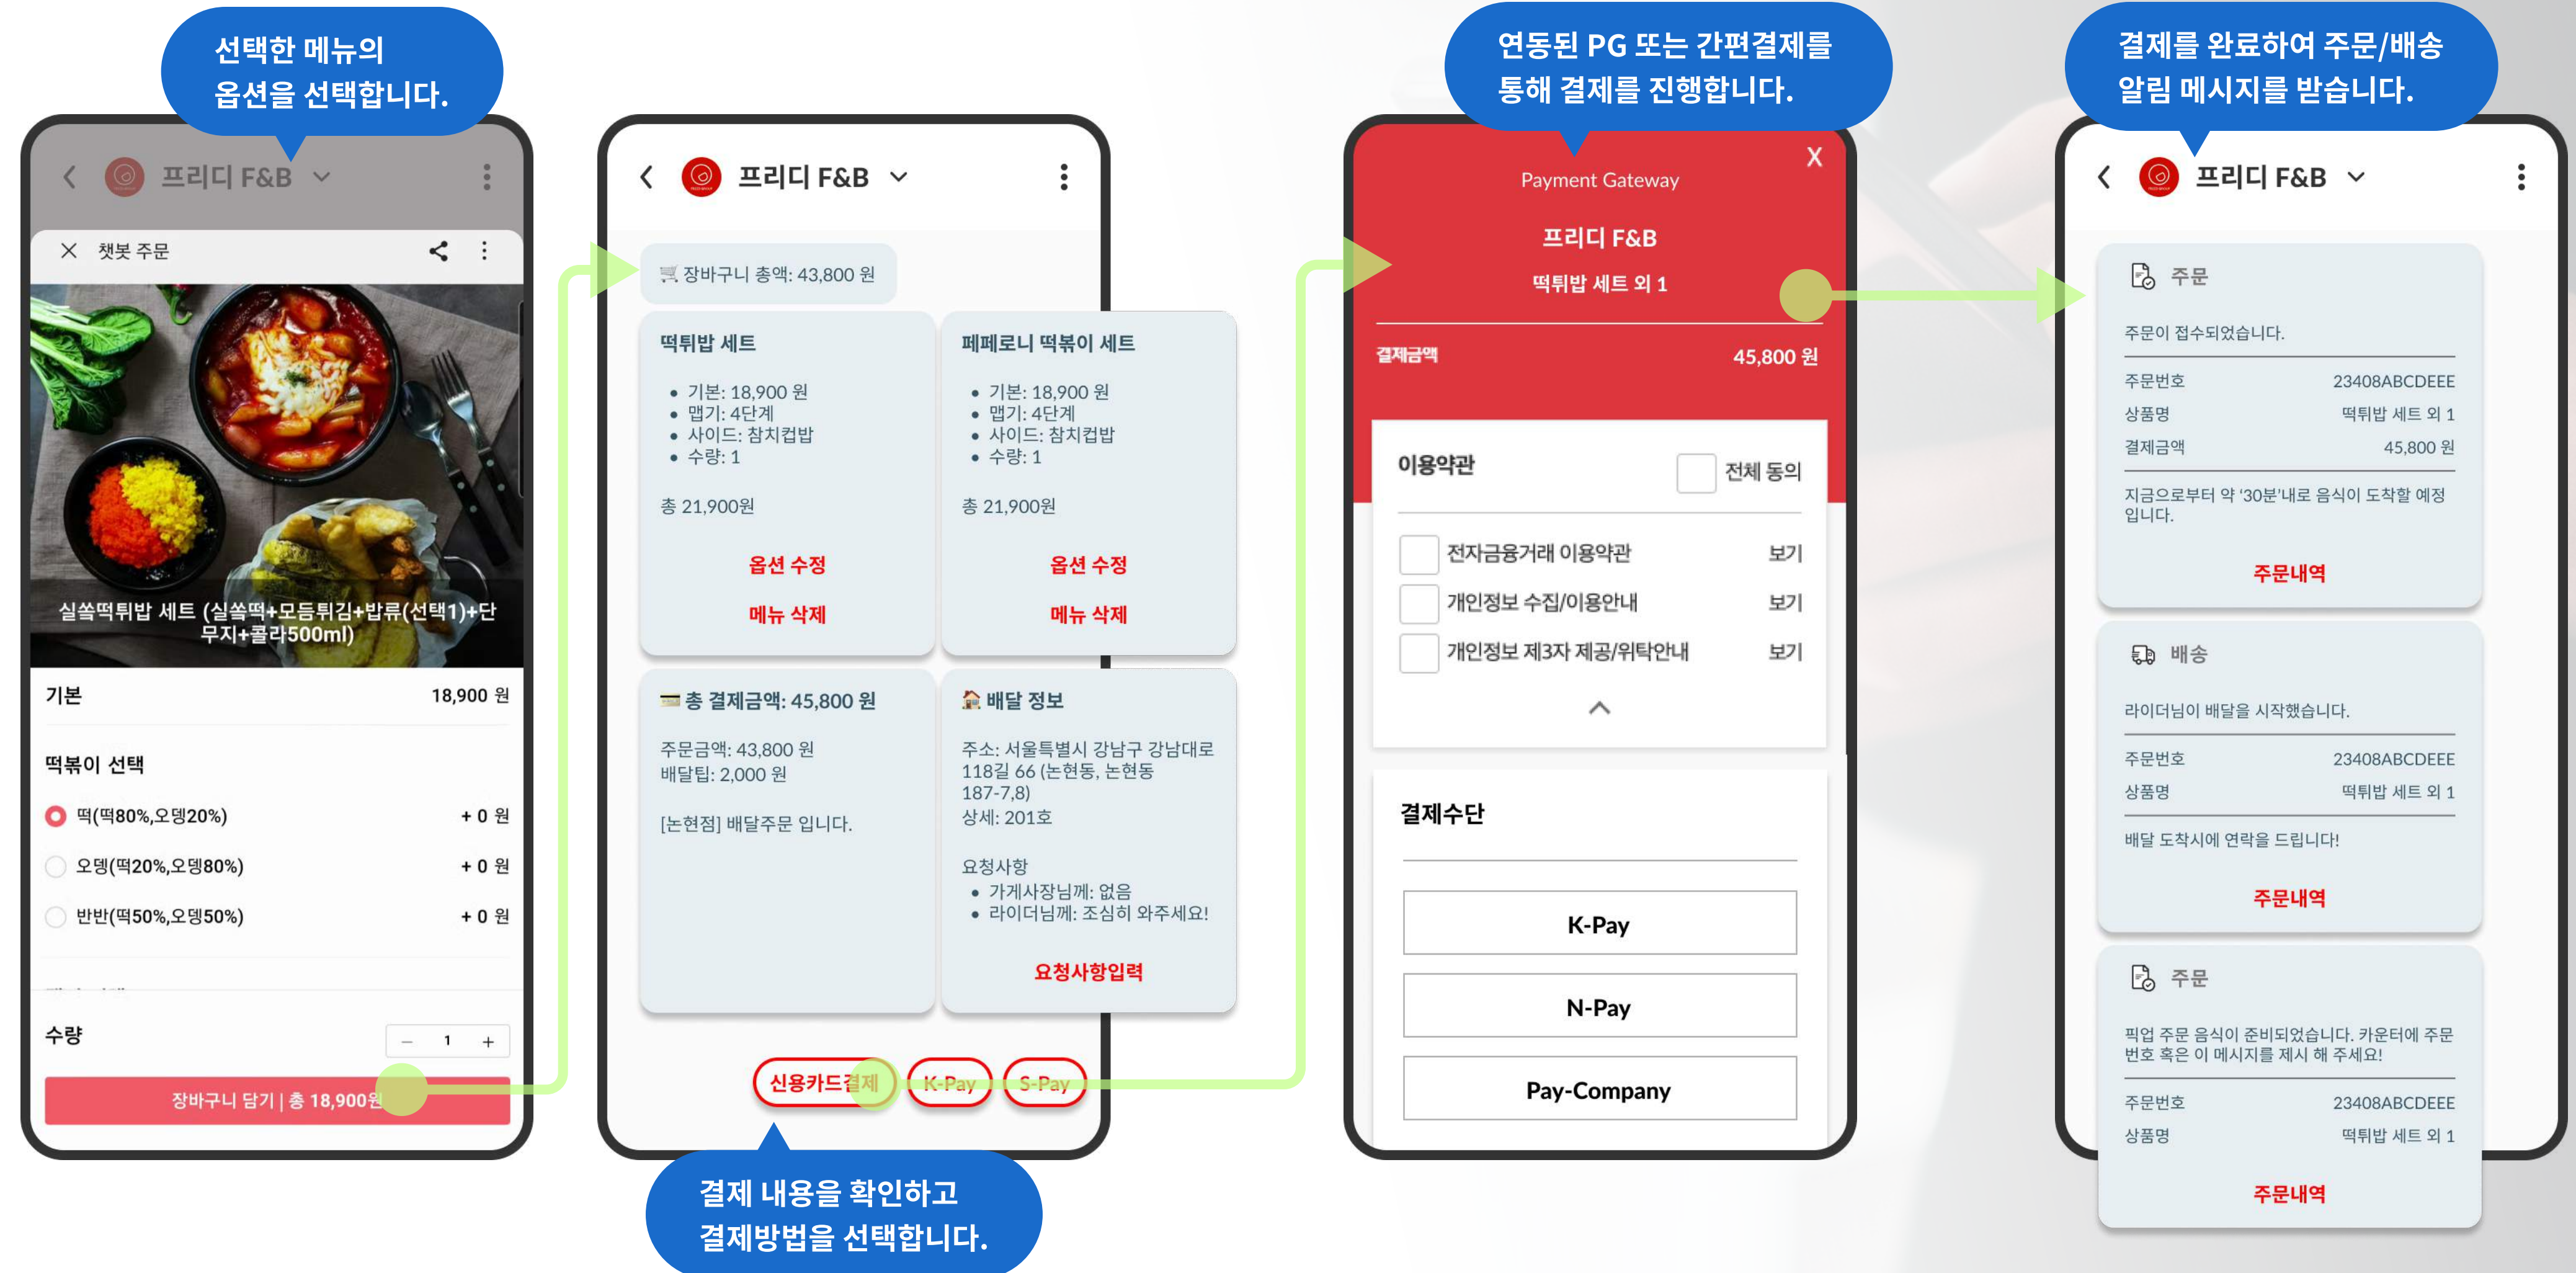 선택한 메뉴의
옵션을 선택합니다.
프리디 F&B
챗봇 주문
실쏠떡튀밥 세트 (실쏠떡+모듬튀김+밥류(선택1)+단
무지+콜라500ml)
기본 18,900 원
떡볶이 선택
떡(떡80%,오뎅20%) + 0 원
오뎅(떡20%,오뎅80%) + 0 원
반반(떡50%,오뎅50%) + 0 원
수량 - 1 +
장바구니 담기 | 총 18,900원
프리디 F&B
장바구니 총액: 43,800 원
떡튀밥 세트
• 기본: 18,900 원
• 맵기: 4단계
• 사이드: 참치컵밥
• 수량: 1
총 21,900원
옵션 수정
메뉴 삭제
페페로니 떡볶이 세트
• 기본: 18,900 원
• 맵기: 4단계
• 사이드: 참치컵밥
• 수량: 1
총 21,900원
옵션 수정
메뉴 삭제
총 결제금액: 45,800 원
주문금액: 43,800 원
배달팁: 2,000 원
[논현점] 배달주문 입니다.
배달 정보
주소: 서울특별시 강남구 강남대로
118길 66 (논현동, 논현동
187-7,8)
상세: 201호
요청사항
• 가게사장님께: 없음
• 라이더님께: 조심히 와주세요!
요청사항입력
신용카드결제 K-Pay S-Pay
결제 내용을 확인하고
결제방법을 선택합니다.
연동된 PG 또는 간편결제를
통해 결제를 진행합니다.
X
Payment Gateway
프리디 F&B
떡튀밥 세트 외 1
결제금액 45,800 원
이용약관 전체 동의
전자금융거래 이용약관 보기
개인정보 수집/이용안내 보기
개인정보 제3자 제공/위탁안내 보기
결제수단
K-Pay
N-Pay
Pay-Company
결제를 완료하여 주문/배송
알림 메시지를 받습니다.
프리디 F&B
주문
주문이 접수되었습니다.
주문번호 23408ABCDEEE
상품명 떡튀밥 세트 외 1
결제금액 45,800 원
지금으로부터 약 '30분'내로 음식이 도착할 예정
입니다.
주문내역
배송
라이더님이 배달을 시작했습니다.
주문번호 23408ABCDEEE
상품명 떡튀밥 세트 외 1
배달 도착시에 연락을 드립니다!
주문내역
주문
픽업 주문 음식이 준비되었습니다. 카운터에 주문
번호 혹은 이 메시지를 제시 해 주세요!
주문번호 23408ABCDEEE
상품명 떡튀밥 세트 외 1
주문내역